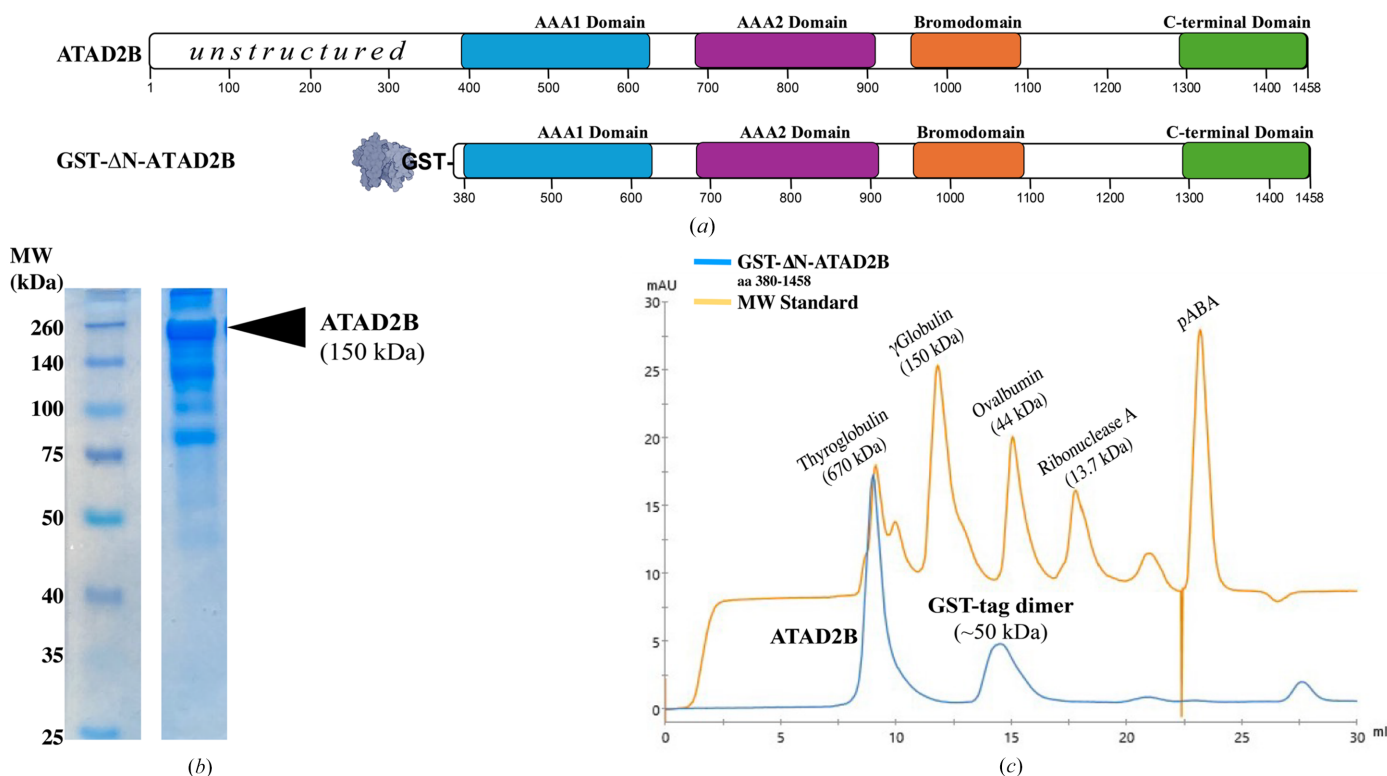 AAA1 Domain AAA2 Domain Bromodomain C-terminal Domain
ATAD2B unstructured
1 100 200 300 400 500 600 700 800 900 1000 1100 1200 1300 1400 1458
AAA1 Domain AAA2 Domain Bromodomain C-terminal Domain
GST-ΔN-ATAD2B GST-
380 500 600 700 800 900 1000 1100 1200 1300 1400 1458
(a)
MW
(kDa)
260
140
100
75
50
40
35
25
ATAD2B
(150 kDa)
(b)
GST-ΔN-ATAD2B
aa 380-1458
MW Standard
mAU
30
25
20
15
10
5
0
Thyroglobulin
(670 kDa)
γGlobulin
(150 kDa)
Ovalbumin
(44 kDa)
Ribonuclease A
(13.7 kDa)
pABA
ATAD2B
GST-tag dimer
(~50 kDa)
0 5 10 15 20 25 30 ml
(c)